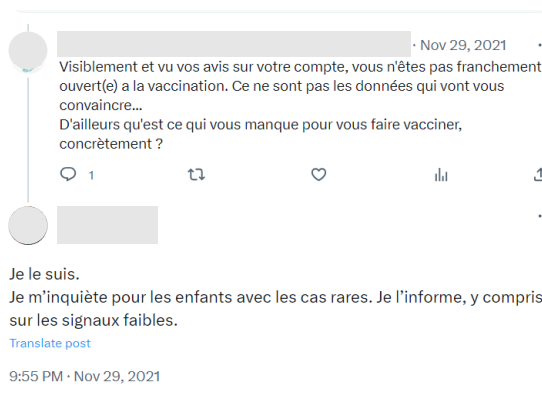 · Nov 29, 2021
Visiblement et vu vos avis sur votre compte, vous n'êtes pas franchement
ouvert(e) a la vaccination. Ce ne sont pas les données qui vont vous
convaincre...
D'ailleurs qu'est ce qui vous manque pour vous faire vacciner,
concrètement ?
1
Je le suis.
Je m’inquiète pour les enfants avec les cas rares. Je l’informe, y compris
sur les signaux faibles.
Translate post
9:55 PM · Nov 29, 2021